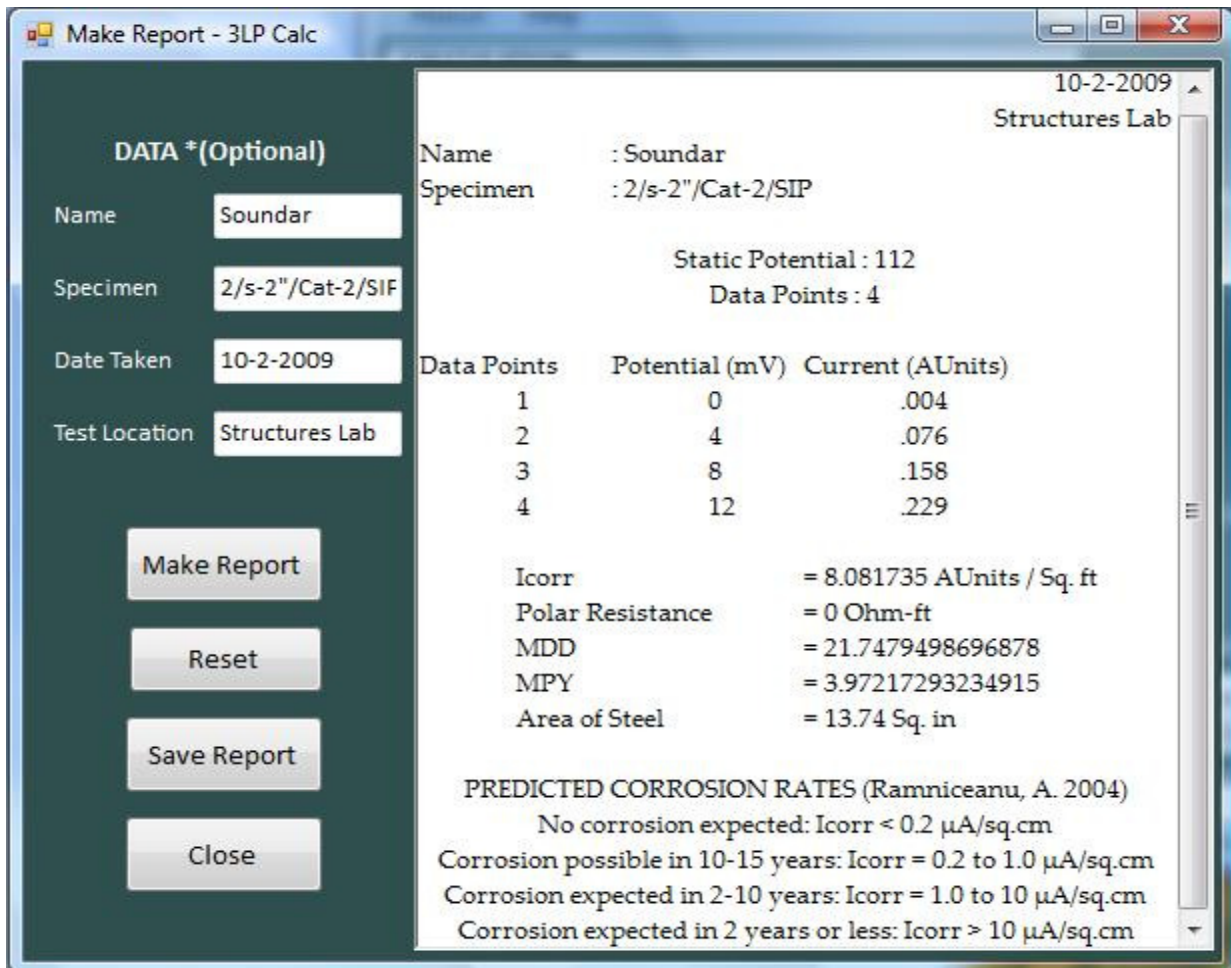 Make Report - 3LP Calc
DATA *(Optional)
Name Soundar
Specimen 2/s-2"/Cat-2/SIP
Date Taken 10-2-2009
Test Location Structures Lab
Make Report
Reset
Save Report
Close
10-2-2009
Structures Lab
Name : Soundar
Specimen : 2/s-2"/Cat-2/SIP
Static Potential : 112
Data Points : 4
Data Points Potential (mV) Current (AUnits)
1 0 .004
2 4 .076
3 8 .158
4 12 .229
Icorr = 8.081735 AUnits / Sq. ft
Polar Resistance = 0 Ohm-ft
MDD = 21.7479498696878
MPY = 3.97217293234915
Area of Steel = 13.74 Sq. in
PREDICTED CORROSION RATES (Ramniceanu, A. 2004)
No corrosion expected: Icorr < 0.2 µA/sq.cm
Corrosion possible in 10-15 years: Icorr = 0.2 to 1.0 µA/sq.cm
Corrosion expected in 2-10 years: Icorr = 1.0 to 10 µA/sq.cm
Corrosion expected in 2 years or less: Icorr > 10 µA/sq.cm